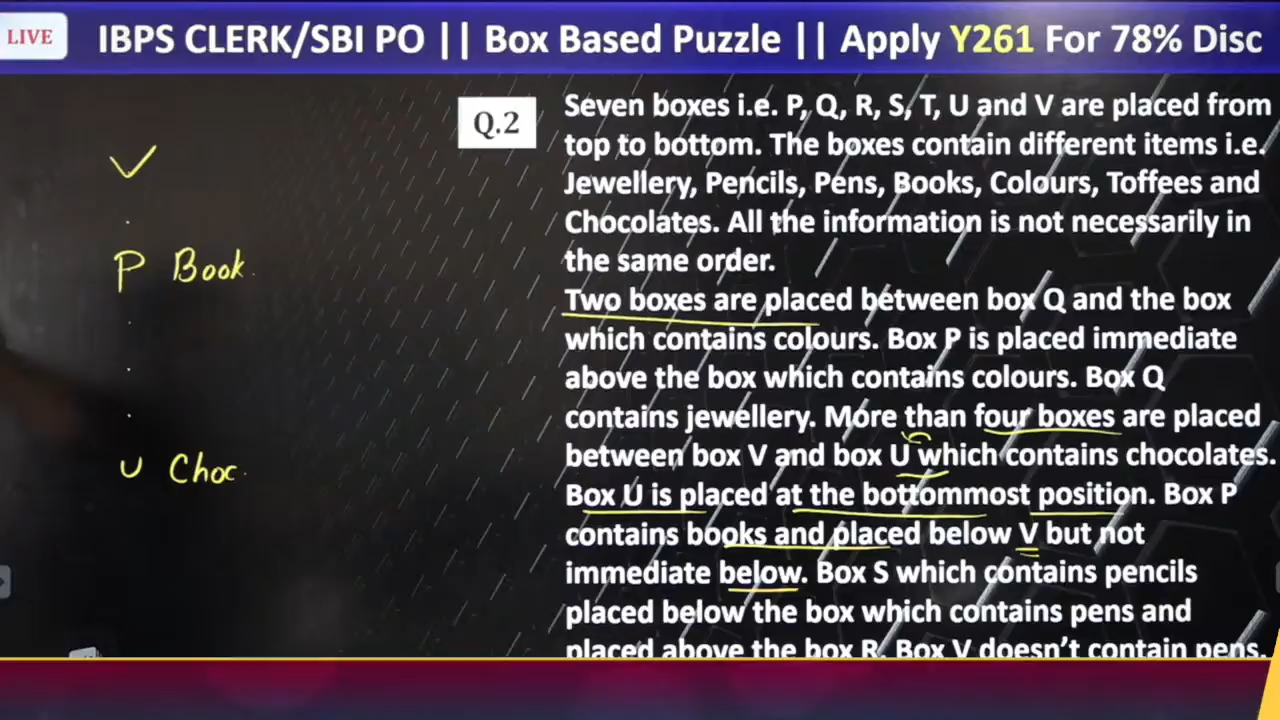 LIVE
IBPS CLERK/SBI PO || Box Based Puzzle || Apply Y261 For 78% Disc
Q.2
Seven boxes i.e. P, Q, R, S, T, U and V are placed from
top to bottom. The boxes contain different items i.e.
Jewellery, Pencils, Pens, Books, Colours, Toffees and
Chocolates. All the information is not necessarily in
the same order.
Two boxes are placed between box Q and the box
which contains colours. Box P is placed immediate
above the box which contains colours. Box Q
contains jewellery. More than four boxes are placed
between box V and box U which contains chocolates.
Box U is placed at the bottommost position. Box P
contains books and placed below V but not
immediate below. Box S which contains pencils
placed below the box which contains pens and
placed above the box R. Box V doesn't contain pens.
V
P Book
U Choc.